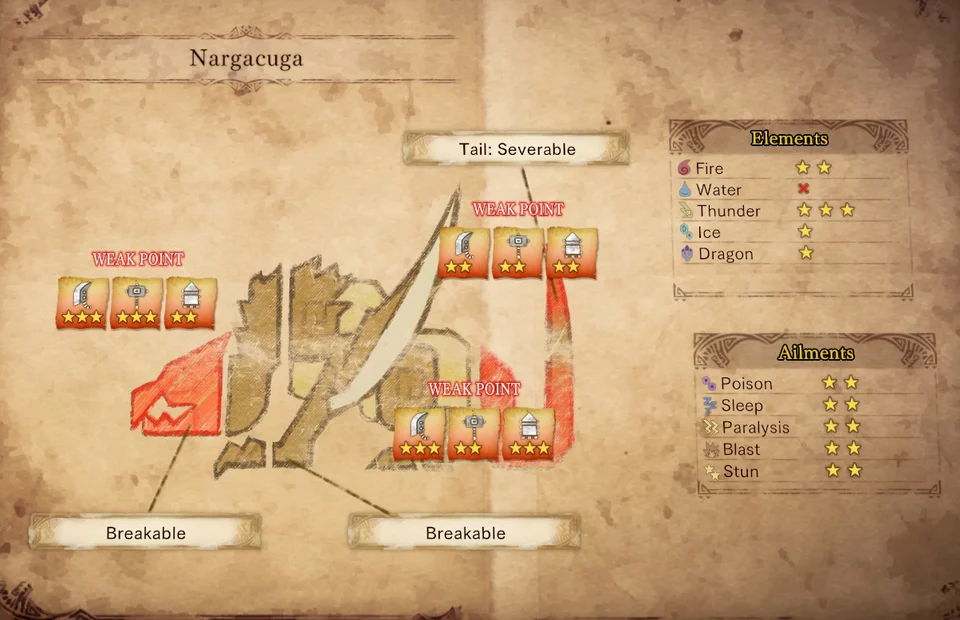 Nargacuga
Tail: Severable
WEAK POINT
WEAK POINT
WEAK POINT
Breakable
Breakable
Elements
Fire
Water
Thunder
Ice
Dragon
Ailments
Poison
Sleep
Paralysis
Blast
Stun